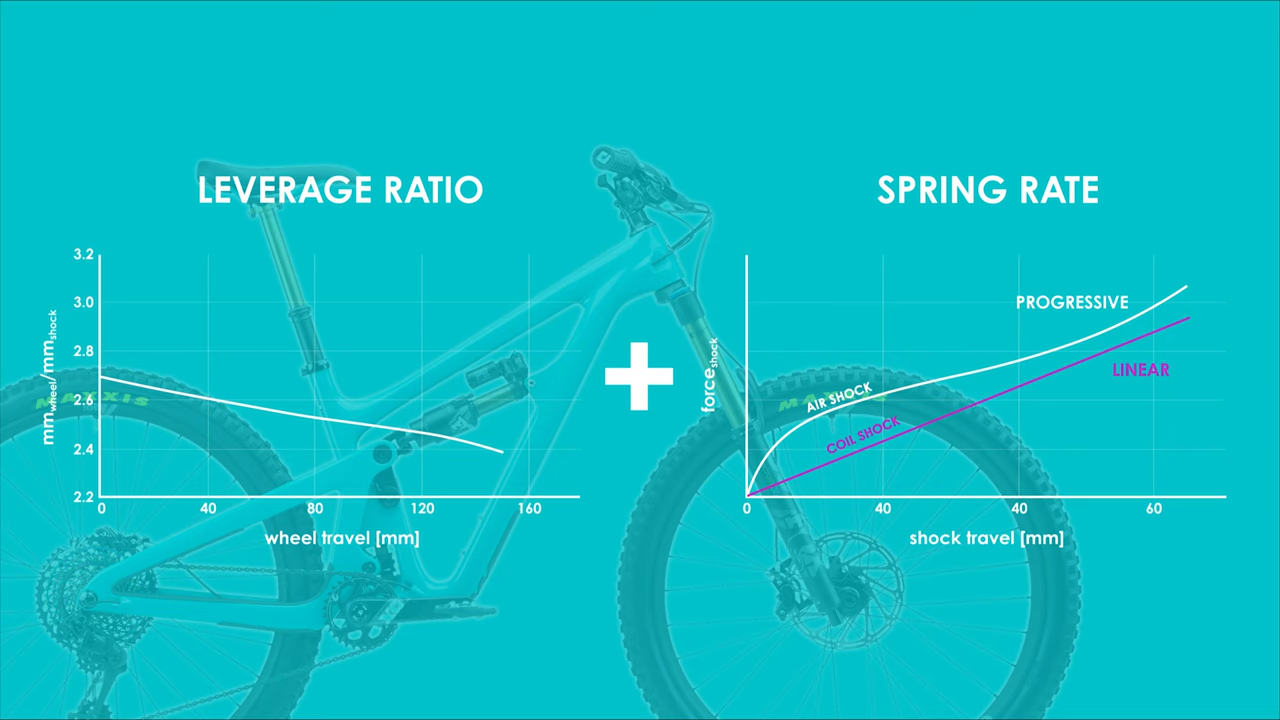 LEVERAGE RATIO
3.2
3.0
2.8
2.6
2.4
2.2
mmwheel/mmshock
0 40 80 120 160
wheel travel [mm]
MAXXIS
+
SPRING RATE
forceshock
PROGRESSIVE
LINEAR
AIR SHOCK
COIL SHOCK
0 40 40 60
shock travel [mm]